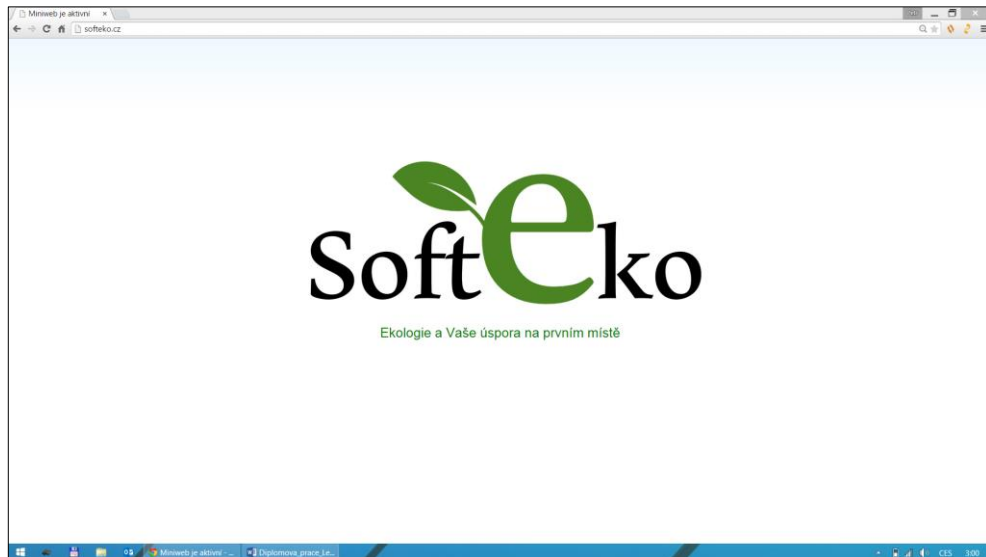 Miniweb je aktivní
softeko.cz
Softeko
Ekologie a Vaše úspora na prvním místě
Miniweb je aktivní - ...
Diplomova_prace_Le...
CES
3:00